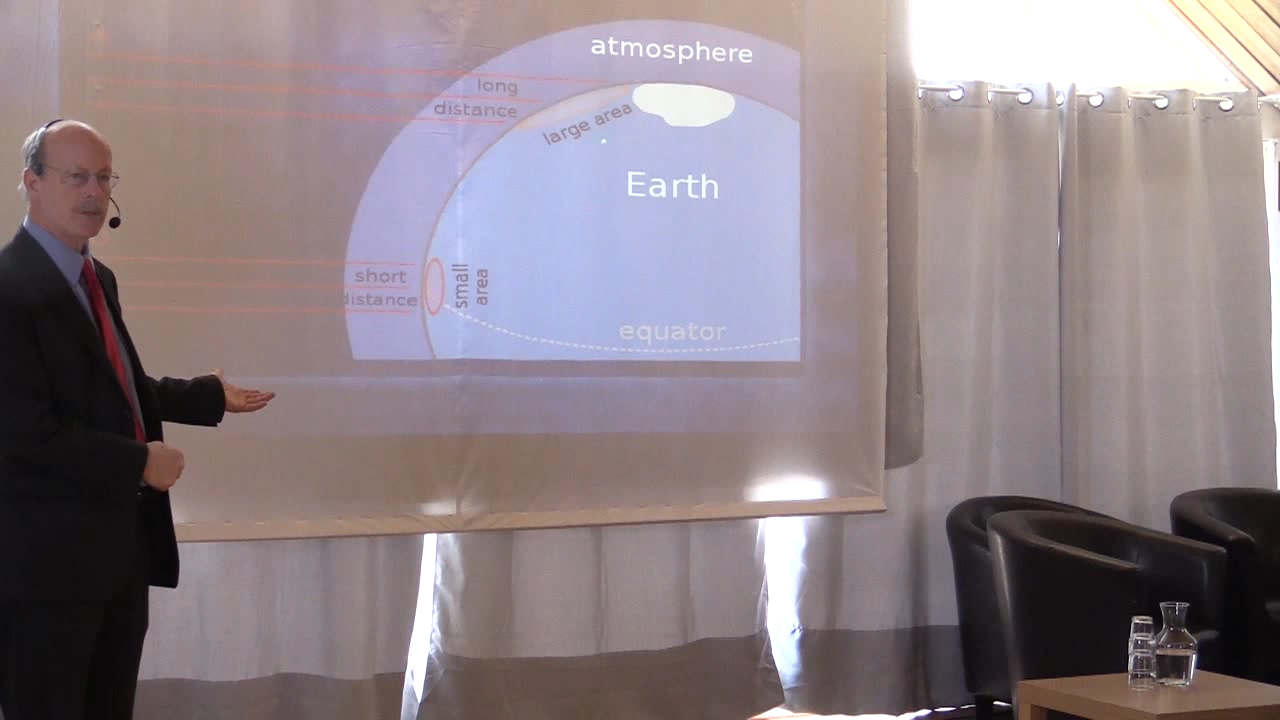 atmosphere
long
distance
large area
Earth
short
distance
small
area
equator